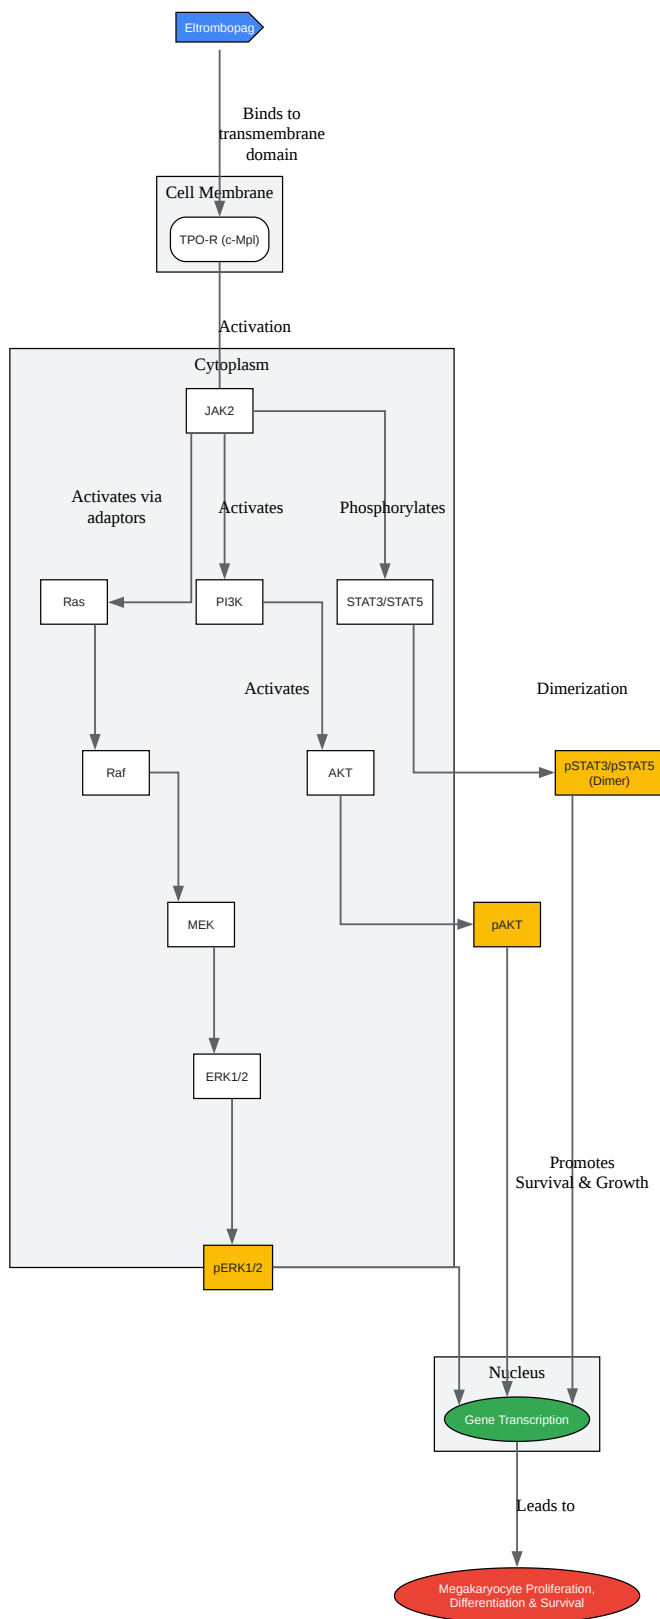 Eltrombopag
Binds to
transmembrane
domain
Cell Membrane
TPO-R (c-Mpl)
Activation
Cytoplasm
JAK2
Activates via
adaptors
Activates
Phosphorylates
Ras
PI3K
STAT3/STAT5
Activates
Dimerization
Raf
AKT
pSTAT3/pSTAT5
(Dimer)
MEK
pAKT
ERK1/2
Promotes
Survival & Growth
pERK1/2
Nucleus
Gene Transcription
Leads to
Megakaryocyte Proliferation,
Differentiation & Survival